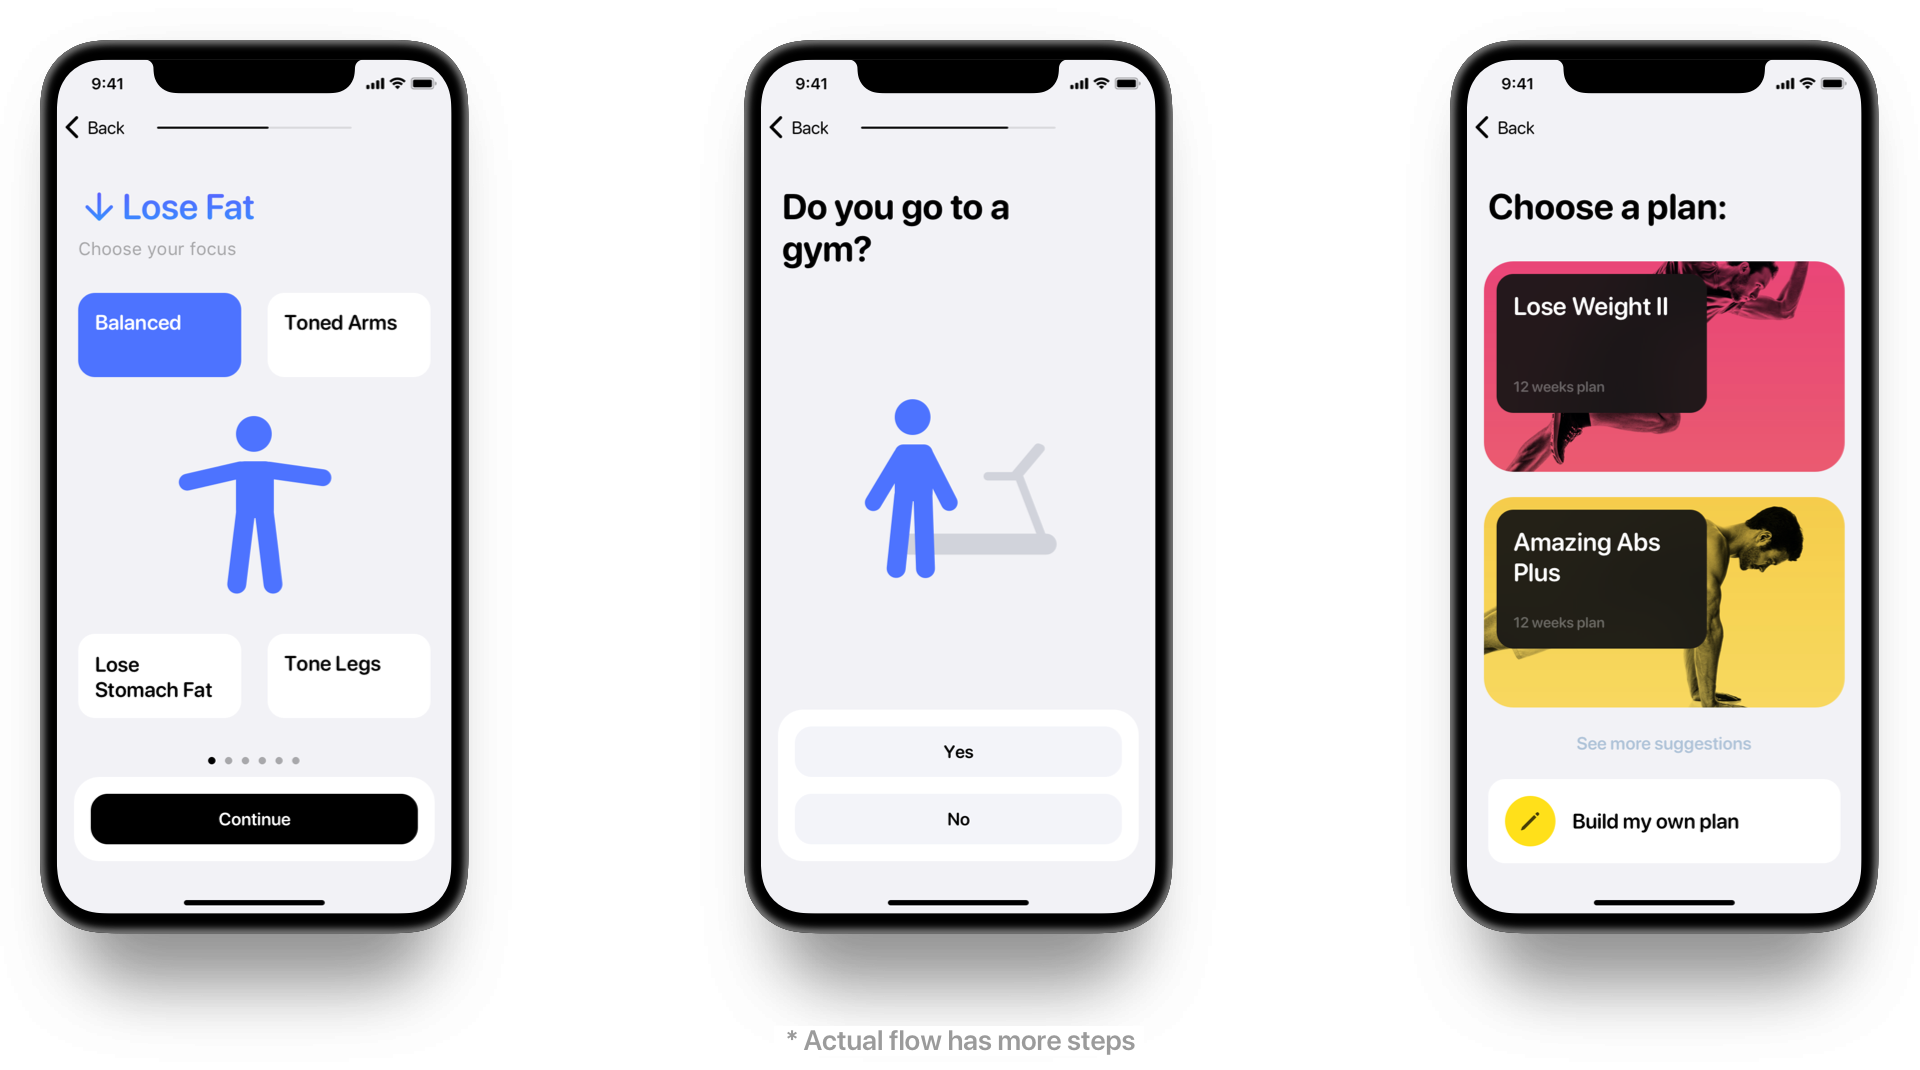 9:41
Back
Lose Fat
Choose your focus
Balanced
Toned Arms
Lose
Stomach Fat
Tone Legs
Continue
9:41
Back
Do you go to a
gym?
Yes
No
9:41
Back
Choose a plan:
Lose Weight II
12 weeks plan
Amazing Abs
Plus
12 weeks plan
See more suggestions
Build my own plan
* Actual flow has more steps